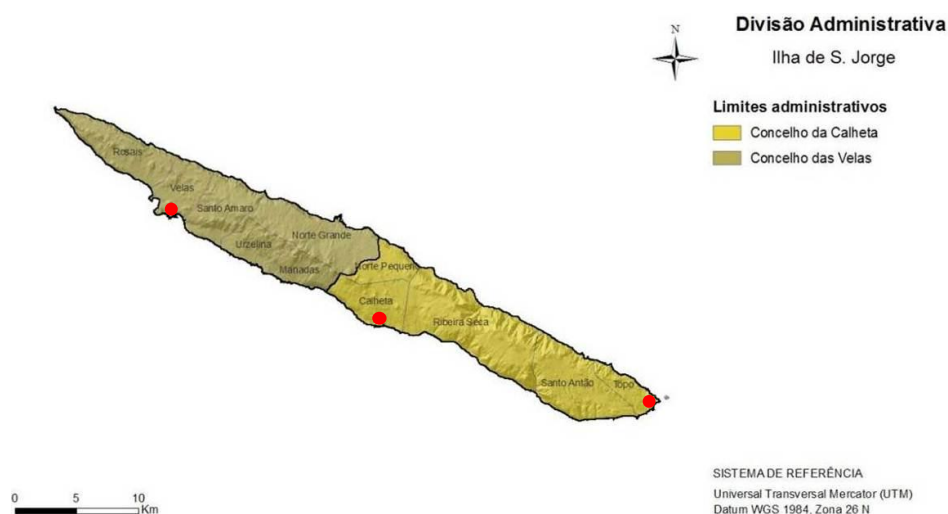 Divisão Administrativa
Ilha de S. Jorge
N
Limites administrativos
Concelho da Calheta
Concelho das Velas
Rosais
Velas
Santo Amaro
Urzelina
Norte Grande
Manadas
Norte Pequeno
Calheta
Ribeira Seca
Santo Antão
Topo
0 5 10
Km
SISTEMA DE REFERÊNCIA
Universal Transversal Mercator (UTM)
Datum WGS 1984, Zona 26 N